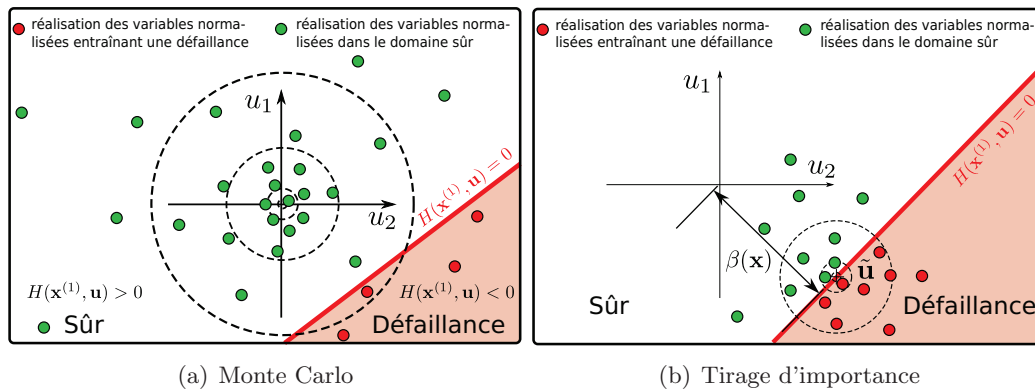 réalisation des variables norma-
lisées entraînant une défaillance
réalisation des variables norma-
lisées dans le domaine sûr
u₁
u₂
H(x⁽¹⁾, u) = 0
H(x⁽¹⁾, u) > 0
H(x⁽¹⁾, u) < 0
Sûr
Défaillance
(a) Monte Carlo
réalisation des variables norma-
lisées entraînant une défaillance
réalisation des variables norma-
lisées dans le domaine sûr
u₁
u₂
H(x⁽¹⁾, u) = 0
β(x)
ũ
Sûr
Défaillance
(b) Tirage d'importance